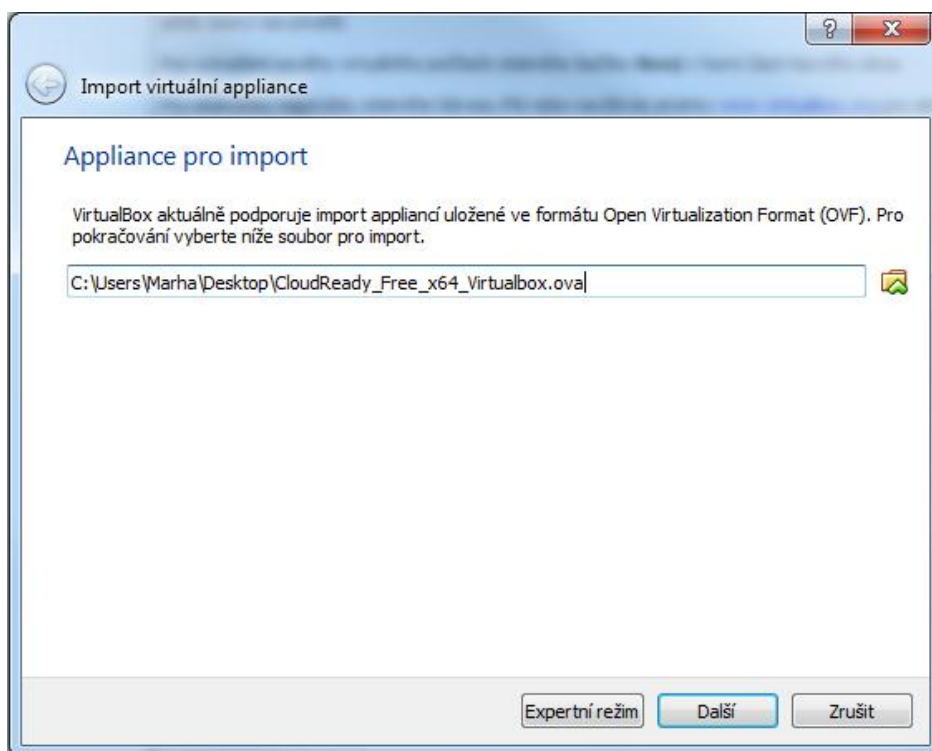 Import virtuální appliance
Appliance pro import
VirtualBox aktuálně podporuje import appliancí uložené ve formátu Open Virtualization Format (OVF). Pro
pokračování vyberte níže soubor pro import.
C:\Users\Marha\Desktop\CloudReady_Free_x64_Virtualbox.ova
Expertní režim
Další
Zrušit